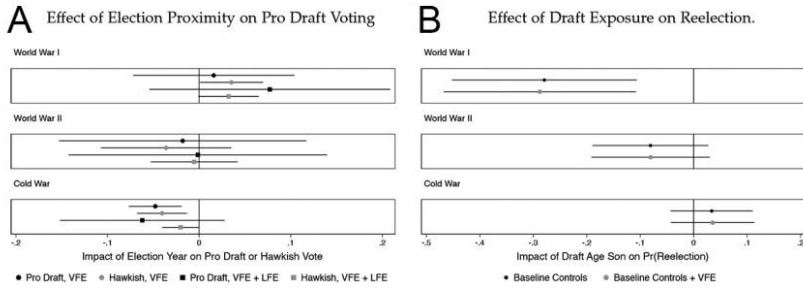 A
Effect of Election Proximity on Pro Draft Voting
World War I
World War II
Cold War
-.2 -.1 0 .1 .2
Impact of Election Year on Pro Draft or Hawkish Vote
Pro Draft, VFE Hawkish, VFE Pro Draft, VFE + LFE Hawkish, VFE + LFE
B
Effect of Draft Exposure on Reelection.
World War I
World War II
Cold War
-.5 -.4 -.3 -.2 -.1 0 .1 .2
Impact of Draft Age Son on Pr(Reelection)
Baseline Controls Baseline Controls + VFE